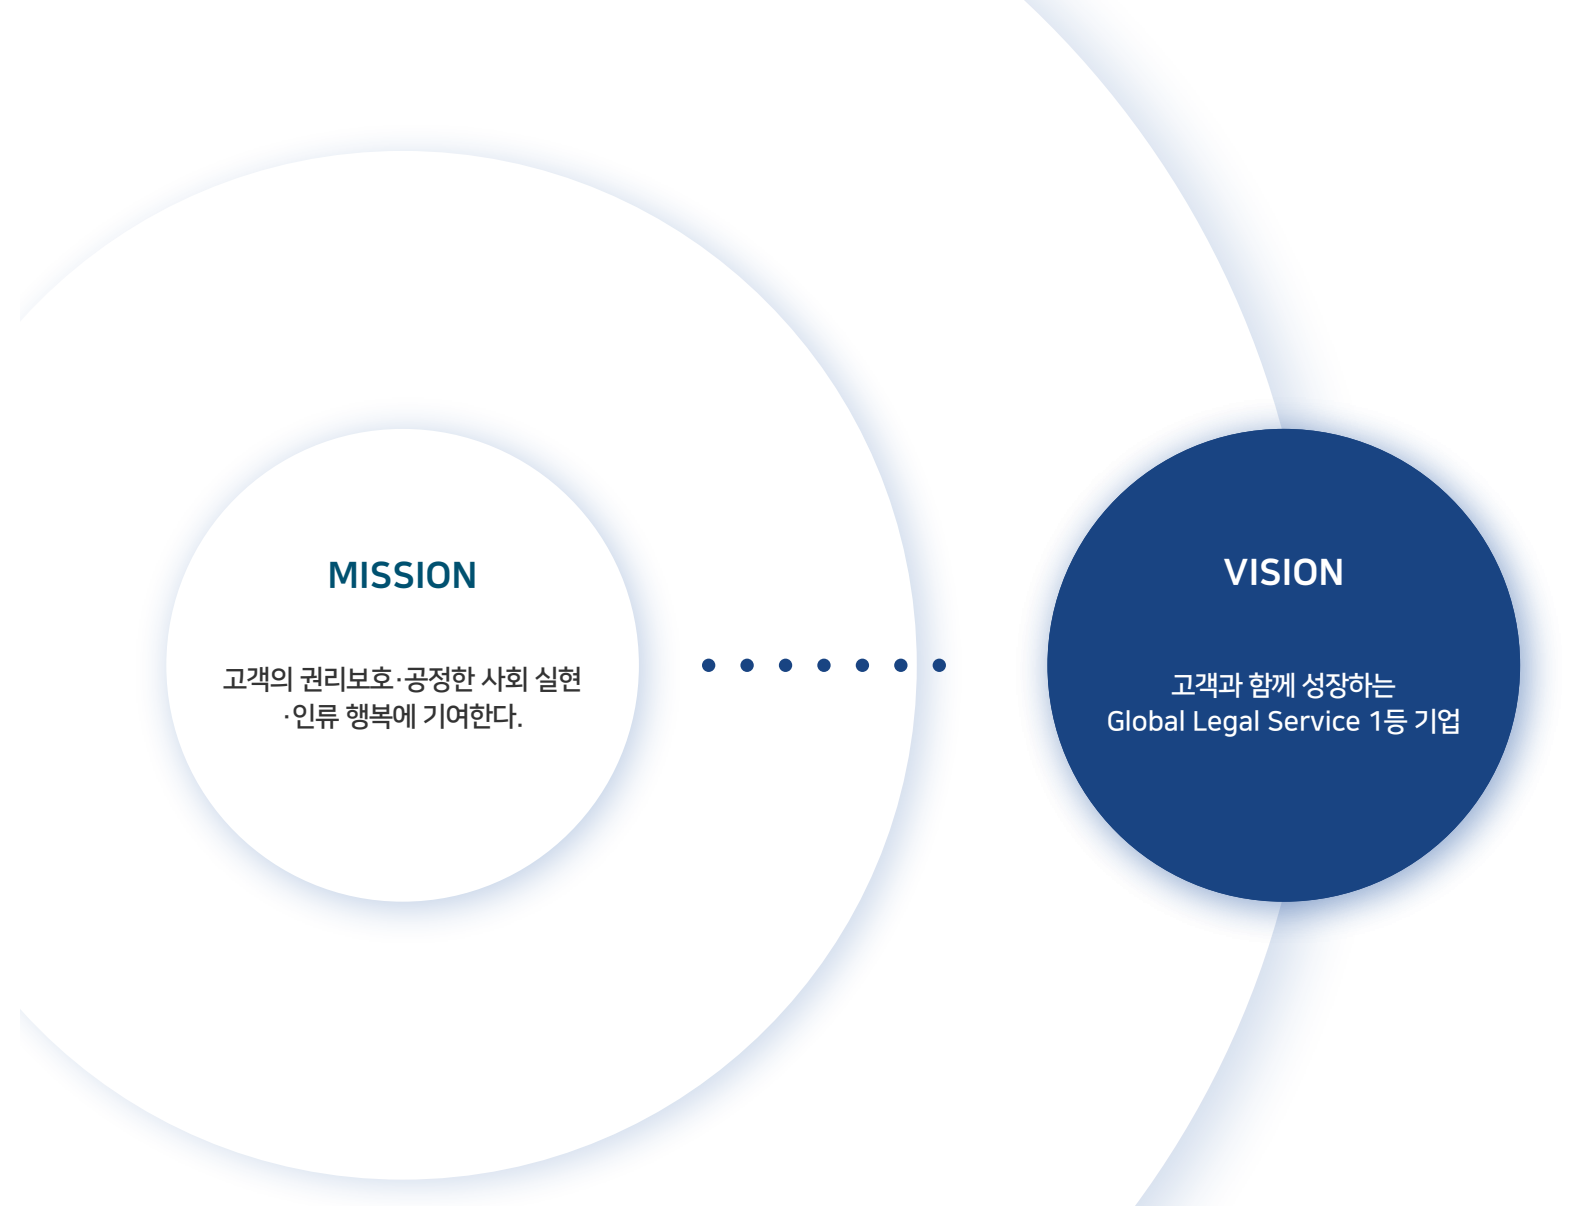 MISSION
고객의 권리보호·공정한 사회 실현
·인류 행복에 기여한다.
VISION
고객과 함께 성장하는
Global Legal Service 1등 기업